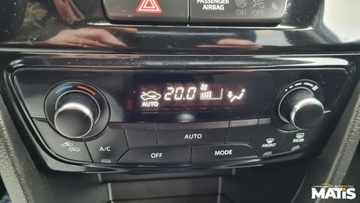 PASSENGER
AIRBAG
AUTO
20.0
A/C
AUTO
OFF
MODE
FRONT
REAR
MATIS